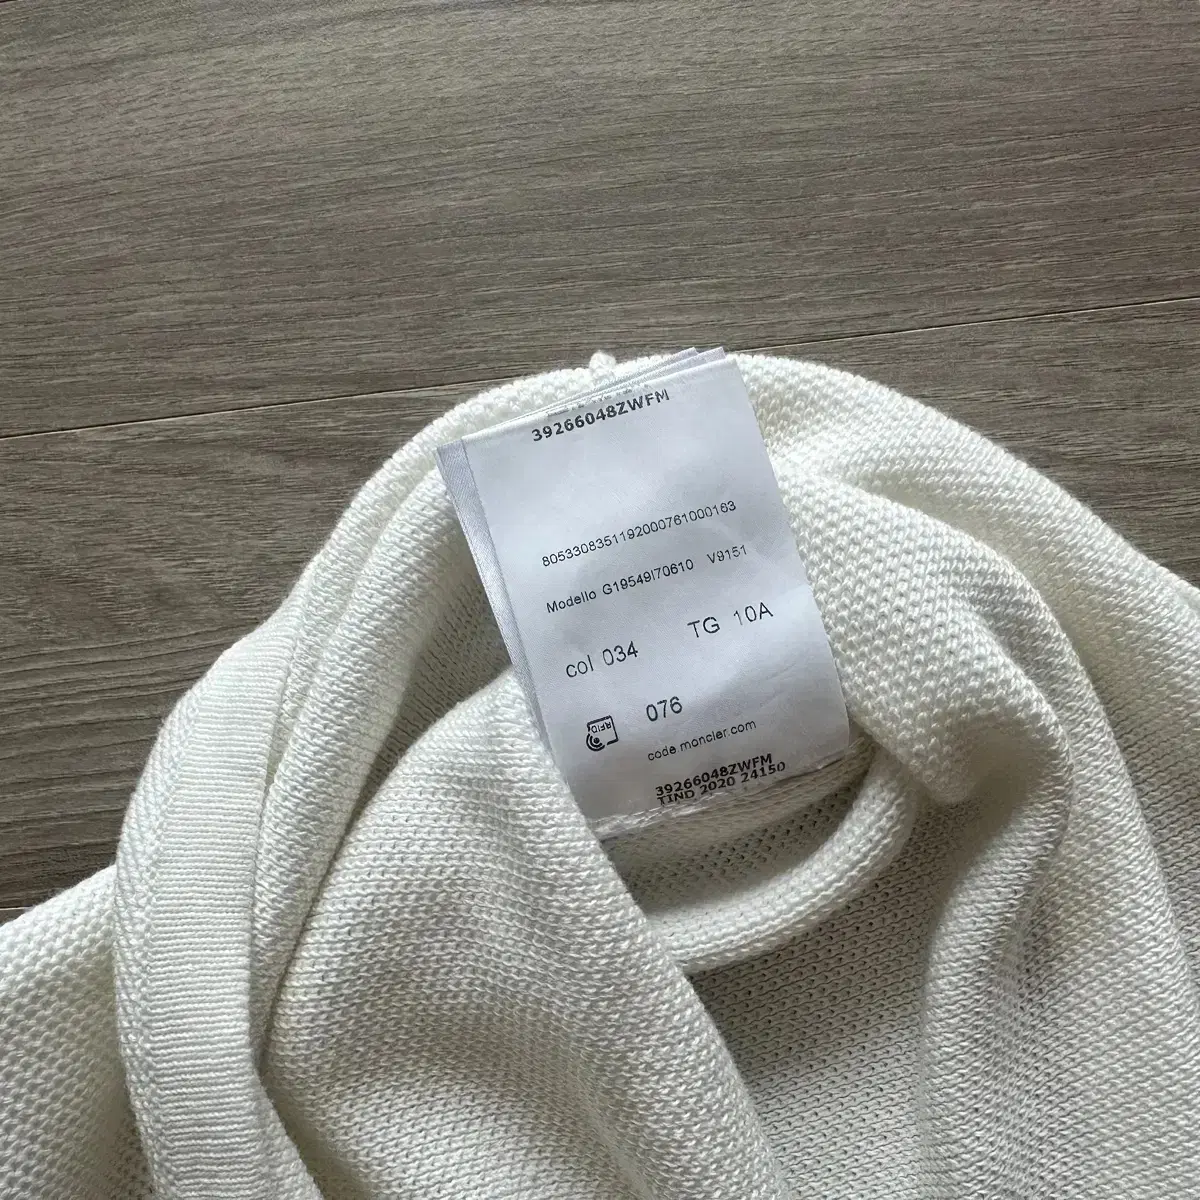 39266048ZWFM
8053308351192000761000163
Modello G19549I70610 V9151
col 034 TG 10A
RFID 076
code.moncler.com
39266048ZWFM
TIND 2020 24150